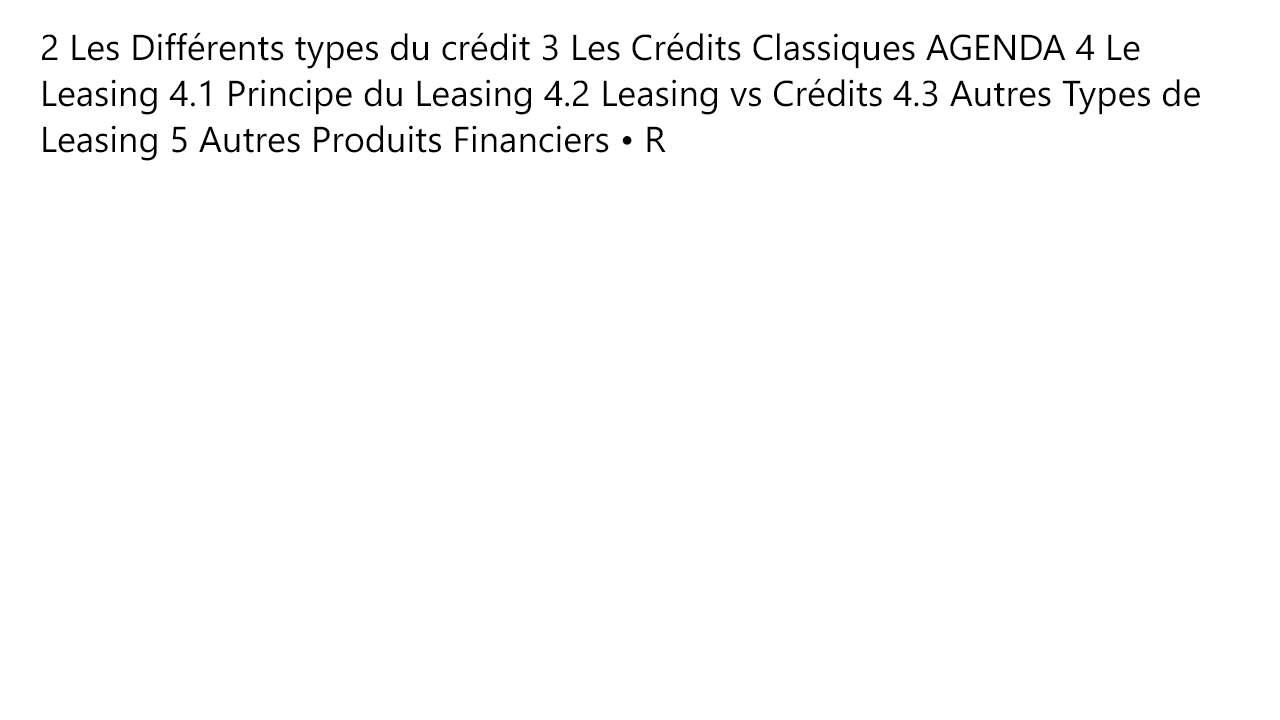 2 Les Différents types du crédit 3 Les Crédits Classiques AGENDA 4 Le
Leasing 4.1 Principe du Leasing 4.2 Leasing vs Crédits 4.3 Autres Types de
Leasing 5 Autres Produits Financiers • R